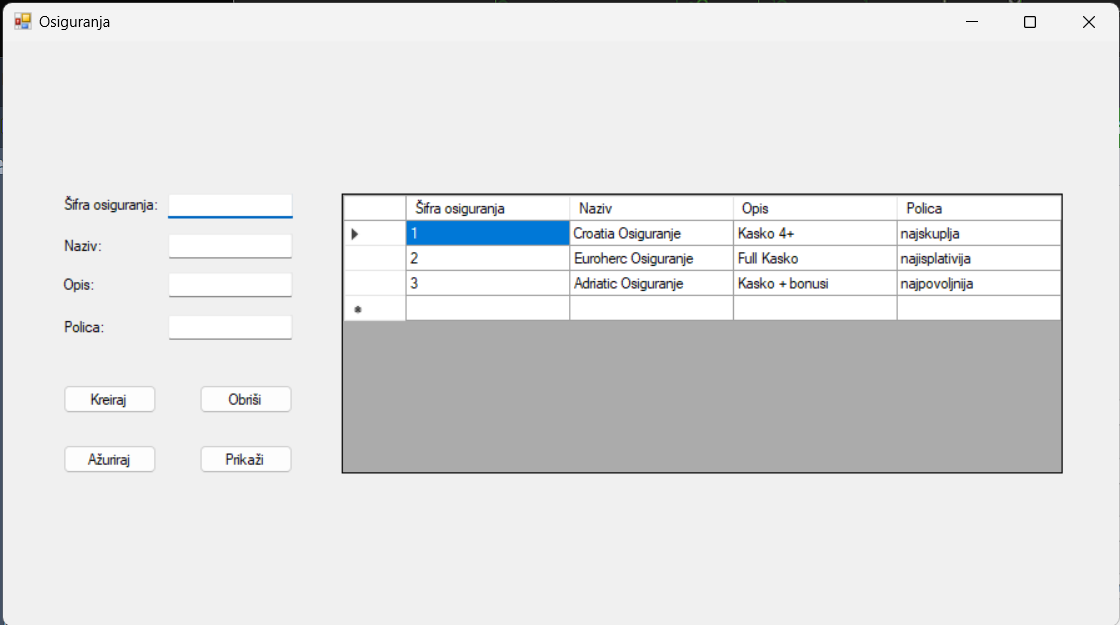 Osiguranja
Šifra osiguranja:
Naziv:
Opis:
Polica:
Kreiraj Obriši
Ažuriraj Prikaži
Šifra osiguranja Naziv Opis Polica
1 Croatia Osiguranje Kasko 4+ najskuplja
2 Euroherc Osiguranje Full Kasko najisplativija
3 Adriatic Osiguranje Kasko + bonusi najpovoljnija